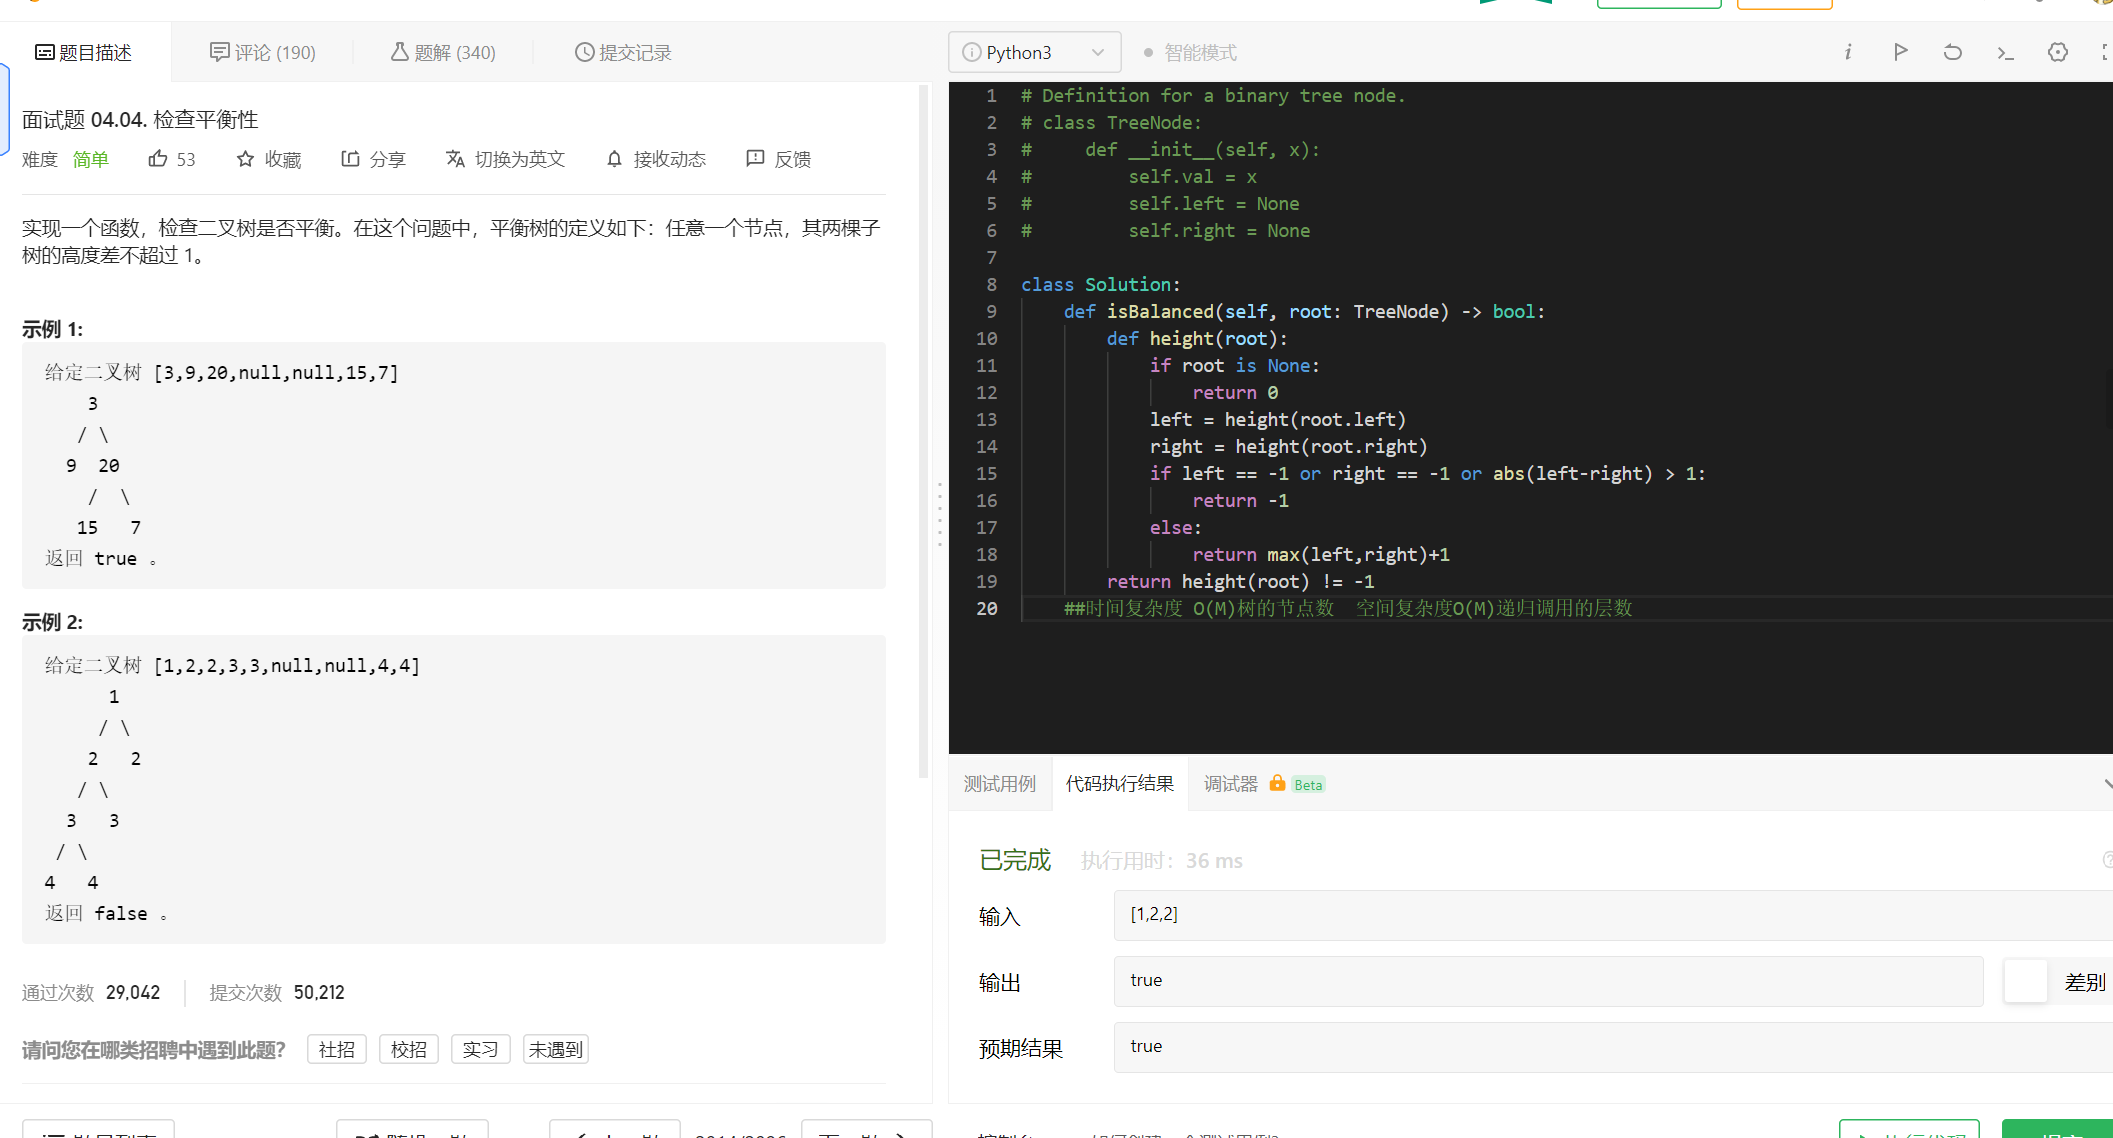 题目描述
评论 (190)
题解 (340)
提交记录
面试题 04.04. 检查平衡性
难度 简单 53 收藏 分享 切换为英文 接收动态 反馈
实现一个函数，检查二叉树是否平衡。在这个问题中，平衡树的定义如下：任意一个节点，其两棵子
树的高度差不超过 1。
示例 1:
给定二叉树 [3,9,20,null,null,15,7]
3
/ \
9 20
/ \
15 7
返回 true 。
示例 2:
给定二叉树 [1,2,2,3,3,null,null,4,4]
1
/ \
2 2
/ \
3 3
/ \
4 4
返回 false 。
通过次数 29,042 提交次数 50,212
请问您在哪类招聘中遇到此题？ 社招 校招 实习 未遇到
Python3 智能模式
1 # Definition for a binary tree node.
2 # class TreeNode:
3 #     def __init__(self, x):
4 #         self.val = x
5 #         self.left = None
6 #         self.right = None
7
8 class Solution:
9     def isBalanced(self, root: TreeNode) -> bool:
10         def height(root):
11             if root is None:
12                 return 0
13             left = height(root.left)
14             right = height(root.right)
15             if left == -1 or right == -1 or abs(left-right) > 1:
16                 return -1
17             else:
18                 return max(left,right)+1
19         return height(root) != -1
20     ##时间复杂度 O(M)树的节点数  空间复杂度O(M)递归调用的层数
测试用例 代码执行结果 调试器 Beta
已完成 执行用时：36 ms
输入 [1,2,2]
输出 true 差别
预期结果 true